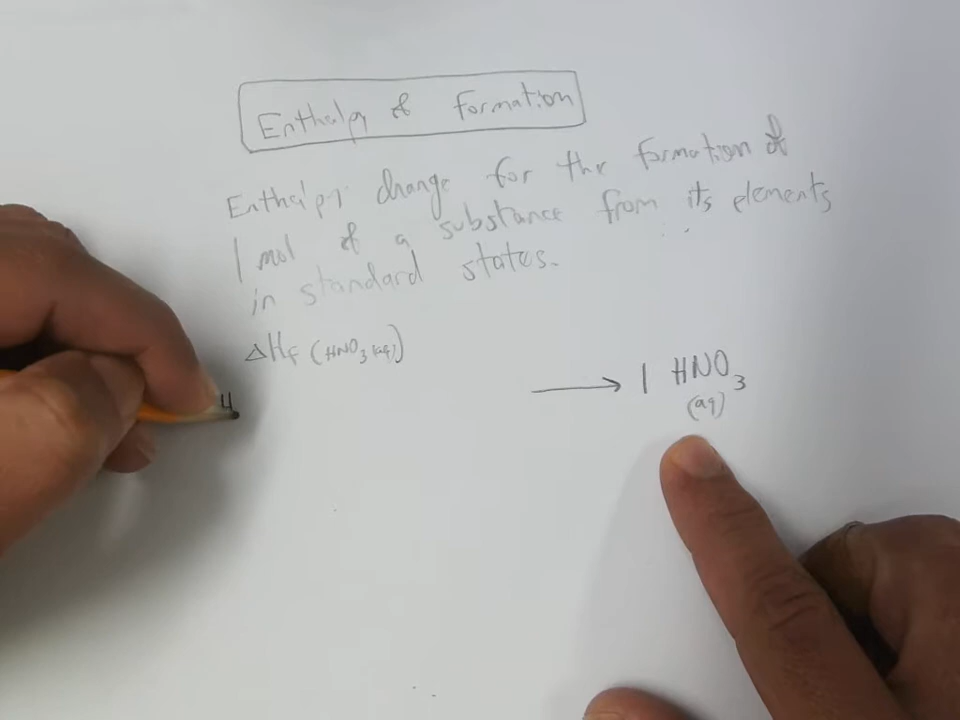 Enthalpy of formation
Enthalpy change for the formation of
1 mol of a substance from its elements
in standard states.
ΔHf (HNO3 (aq))
⟶ 1 HNO3
(aq)